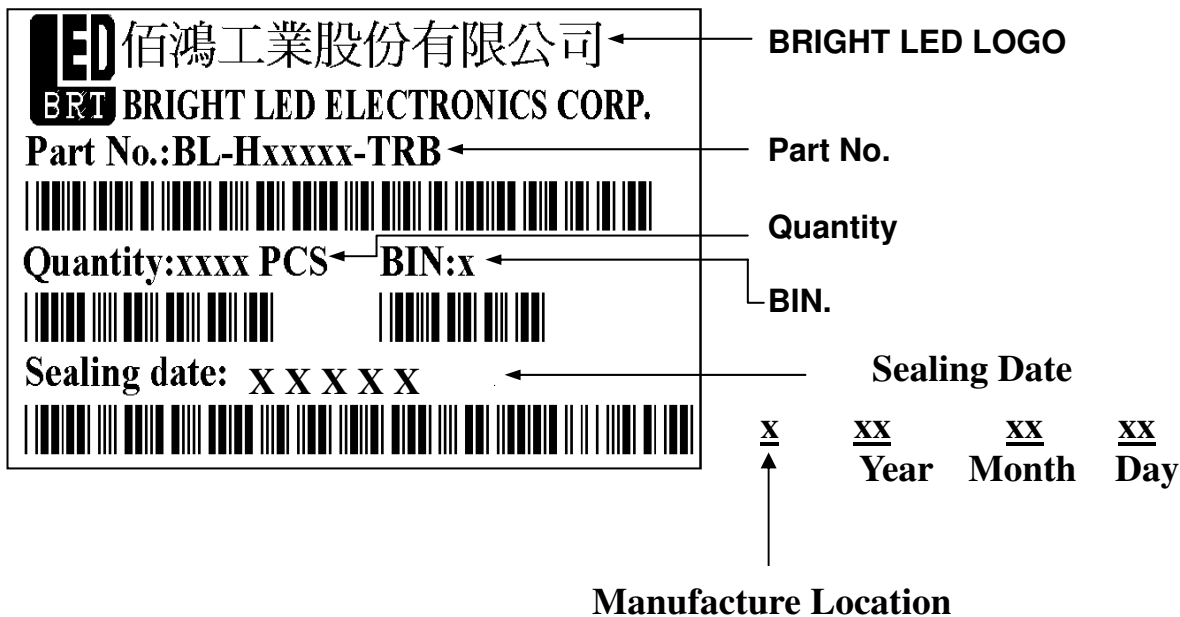 LED 佰鴻工業股份有限公司 BRIGHT LED LOGO
BRT BRIGHT LED ELECTRONICS CORP.
Part No.:BL-Hxxxxx-TRB Part No.
Quantity
Quantity:xxxx PCS BIN:x
BIN.
Sealing date: X X X X X Sealing Date
x xx xx xx
Year Month Day
Manufacture Location